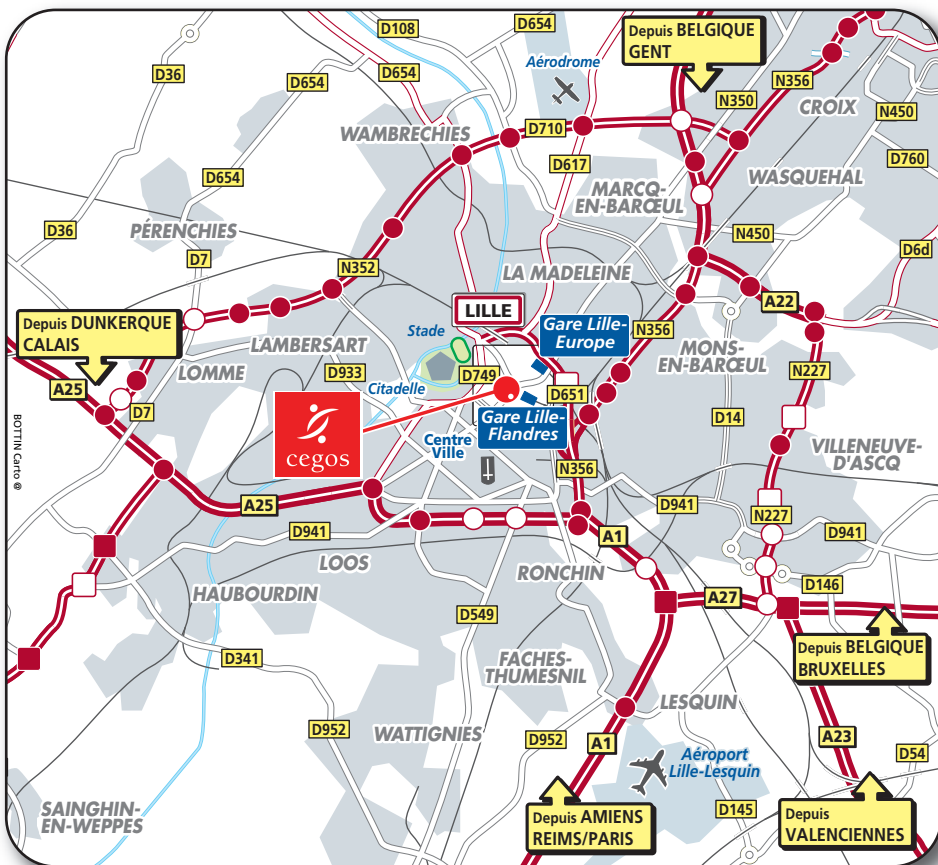 D108
D654
Depuis BELGIQUE
GENT
D36
D654
D654
Aérodrome
N356
N350
CROIX
N450
WAMBRECHIES
D710
D617
D760
D654
MARCQ-
EN-BARŒUL
WASQUEHAL
D36
PÉRENCHIES
N450
D6d
D7
N352
LA MADELEINE
A22
LILLE
Depuis DUNKERQUE
CALAIS
Stade
Gare Lille-
Europe
N356
LAMBERSART
MONS-
EN-BARŒUL
LOMME
D933
D749
N227
A25
Citadelle
D651
D7
D14
BOTTIN Carto @
cegos
Gare Lille-
Flandres
Centre
Ville
VILLENEUVE-
D'ASCQ
N356
A25
D941
N227
D941
D941
A1
LOOS
RONCHIN
D146
HAUBOURDIN
A27
D549
Depuis BELGIQUE
BRUXELLES
D341
FACHES-
THUMESNIL
LESQUIN
D952
WATTIGNIES
D952
A1
A23
D54
Aéroport
Lille-Lesquin
SAINGHIN-
EN-WEPPES
Depuis AMIENS
REIMS/PARIS
D145
Depuis
VALENCIENNES